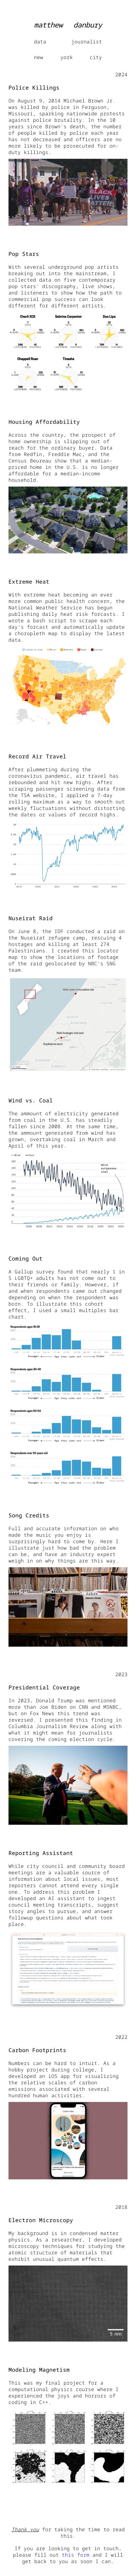 matthew danbury
data journalist
new york city
2024
Police Killings
On August 9, 2014 Michael Brown Jr.
was killed by police in Ferguson,
Missouri, sparking nationwide protests
against police brutality. In the 10
years since Brown's death, the number
of people killed by police each year
has not decreased and officers are no
more likely to be prosecuted for on-
duty killings.
Pop Stars
With several underground pop artists
breaking out into the mainstream, I
gathered data on five contemporary
pop stars' discography, live shows,
and listeners to show how the path to
commercial pop success can look
different for different artists.
Charli XCX
Sabrina Carpenter
Dua Lipa
Chappell Roan
Tinashe
Housing Affordability
Across the country, the prospect of
home ownership is slipping out of
reach for the ordinary buyer. Data
from Redfin, Freddie Mac, and the
Census Beureau show that a median-
priced home in the U.S. is no longer
affordable for a median-income
household.
Extreme Heat
With extreme heat becoming an ever
more common public health concern, the
National Weather Service has begun
publishing daily heat risk forecasts. I
wrote a bash script to scrape each
day's forcast and automatically update
a choropleth map to display the latest
data.
Record Air Travel
After plummeting during the
coronavirus pandemic, air travel has
rebounded and hit new highs. After
scraping passenger screening data from
the TSA website, I applied a 7-day
rolling maximum as a way to smooth out
weekly fluctuations without distorting
the dates or values of record highs.
Nuseirat Raid
On June 8, the IDF conducted a raid on
the Nuseirat refugee camp, rescuing 4
hostages and killing at least 274
Palestinians. I created this locator
map to show the locations of footage
of the raid geolocated by NBC's SNG
team.
Wind vs. Coal
The amount of electricity generated
from coal in the U.S. has steadily
fallen since 2008. At the same time,
the amount generated from wind has
grown, overtaking coal in March and
April of this year.
Coming Out
A Gallup survey found that nearly 1 in
5 LGBTQ+ adults has not come out to
their friends or family. However, if
and when respondents came out changed
depending on when the respondent was
born. To illustrate this cohort
effect, I used a small multiples bar
chart.
Respondents ages 18-29
Respondents ages 30-49
Respondents ages 50-64
Respondents over 65 years old
Song Credits
Full and accurate information on who
made the music you enjoy is
surprisingly hard to come by. Here I
illustrate just how bad the problem
can be, and get an industry expert
weigh in on why things are this way.
2023
Presidential Coverage
In 2023, Donald Trump was mentioned
more than Joe Biden on CNN and MSNBC,
but on Fox News this trend was
reversed. I presented this finding in
Columbia Journalism Review along with
what it might mean for journalists
covering the coming election cycle.
Reporting Assistant
While city council and community board
meetings are a valuable source of
information about local issues, most
reporters cannot attend every single
one. To address this problem I
developed an AI assistant to ingest
council meeting transcripts, suggest
story angles to pursue, and answer
followup questions about what took
place.
2022
Carbon Footprints
Numbers can be hard to intuit. As a
hobby project during college, I
developed an iOS app for visualizing
the relative scales of carbon
emissions associated with several
hundred human activities.
2018
Electron Microscopy
My background is in condensed matter
physics. As a researcher, I developed
microscopy techniques for studying the
atomic structure of materials that
exhibit unusual quantum effects.
5 nm
Modeling Magnetism
This was my final project for a
computational physics course where I
experienced the joys and horrors of
coding in C++.
Thank you for taking the time to read
this.
If you are looking to get in touch,
please fill out this form and I will
get back to you as soon I can.